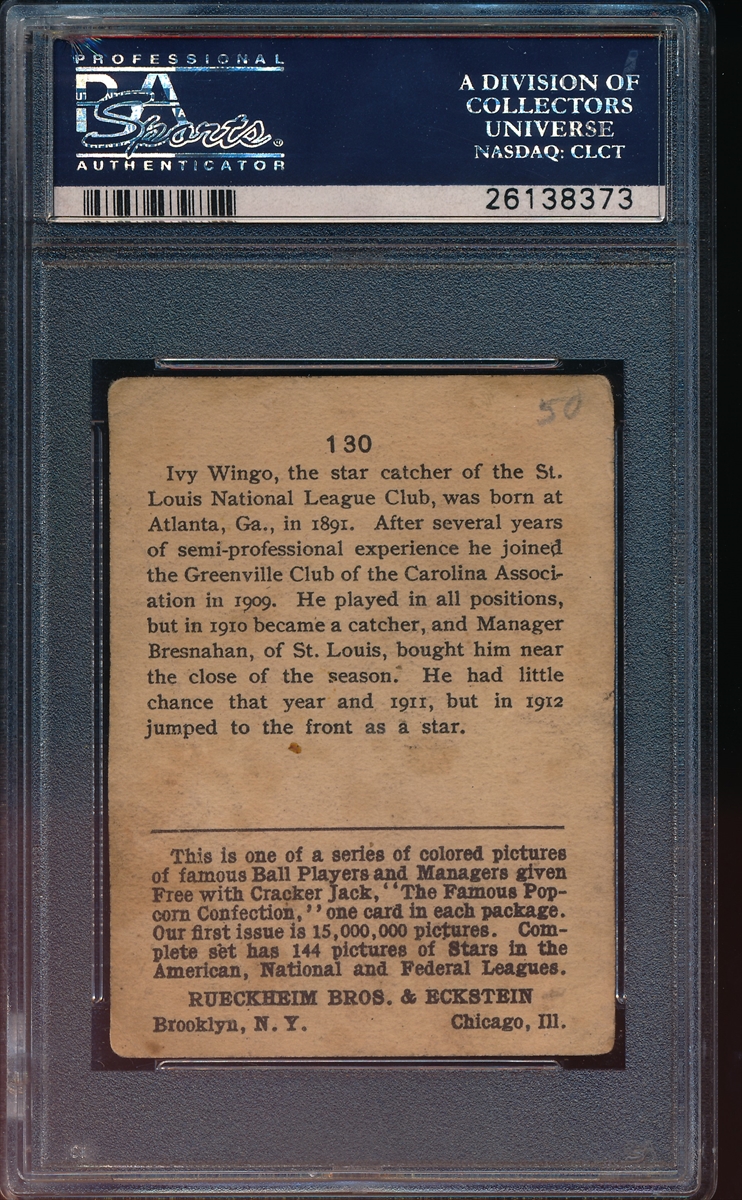 PROFESSIONAL
PSA
Sports®
AUTHENTICATOR
A DIVISION OF
COLLECTORS
UNIVERSE
NASDAQ: CLCT
26138373
50
130
Ivy Wingo, the star catcher of the St.
Louis National League Club, was born at
Atlanta, Ga., in 1891. After several years
of semi-professional experience he joined
the Greenville Club of the Carolina Associ-
ation in 1909. He played in all positions,
but in 1910 became a catcher, and Manager
Bresnahan, of St. Louis, bought him near
the close of the season. He had little
chance that year and 1911, but in 1912
jumped to the front as a star.
This is one of a series of colored pictures
of famous Ball Players and Managers given
Free with Cracker Jack, "The Famous Pop-
corn Confection," one card in each package.
Our first issue is 15,000,000 pictures. Com-
plete set has 144 pictures of Stars in the
American, National and Federal Leagues.
RUECKHEIM BROS. & ECKSTEIN
Brooklyn, N. Y. Chicago, Ill.